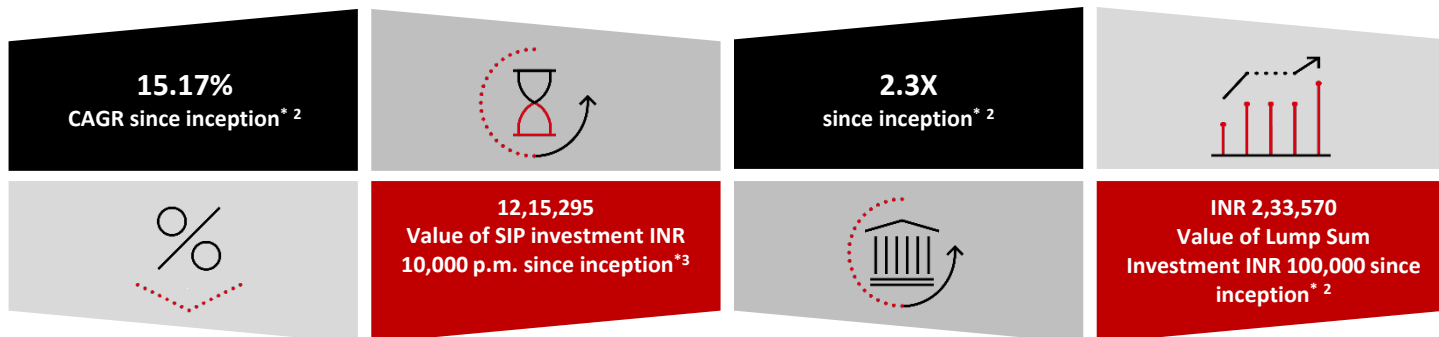 15.17%
CAGR since inception* 2
2.3X
since inception* 2
12,15,295
Value of SIP investment INR
10,000 p.m. since inception*3
INR 2,33,570
Value of Lump Sum
Investment INR 100,000 since
inception* 2